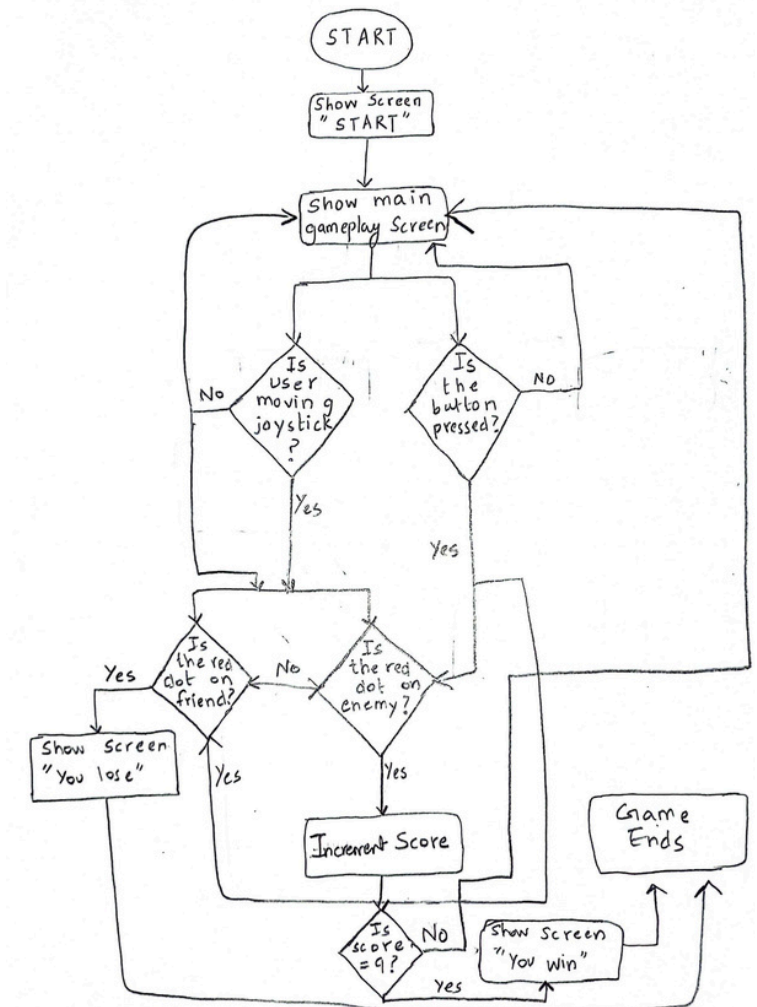 START
Show Screen
"START"
Show main
gameplay Screen
Is
user
moving
joystick
?
No
Yes
Is
the
button
pressed?
No
Yes
Is
the red
dot on
friend?
Yes
No
Is
the red
dot on
enemy?
Show Screen
"You lose"
Yes
Yes
Increment Score
Game
Ends
Is
score
=9?
No
Yes
Show Screen
"You win"